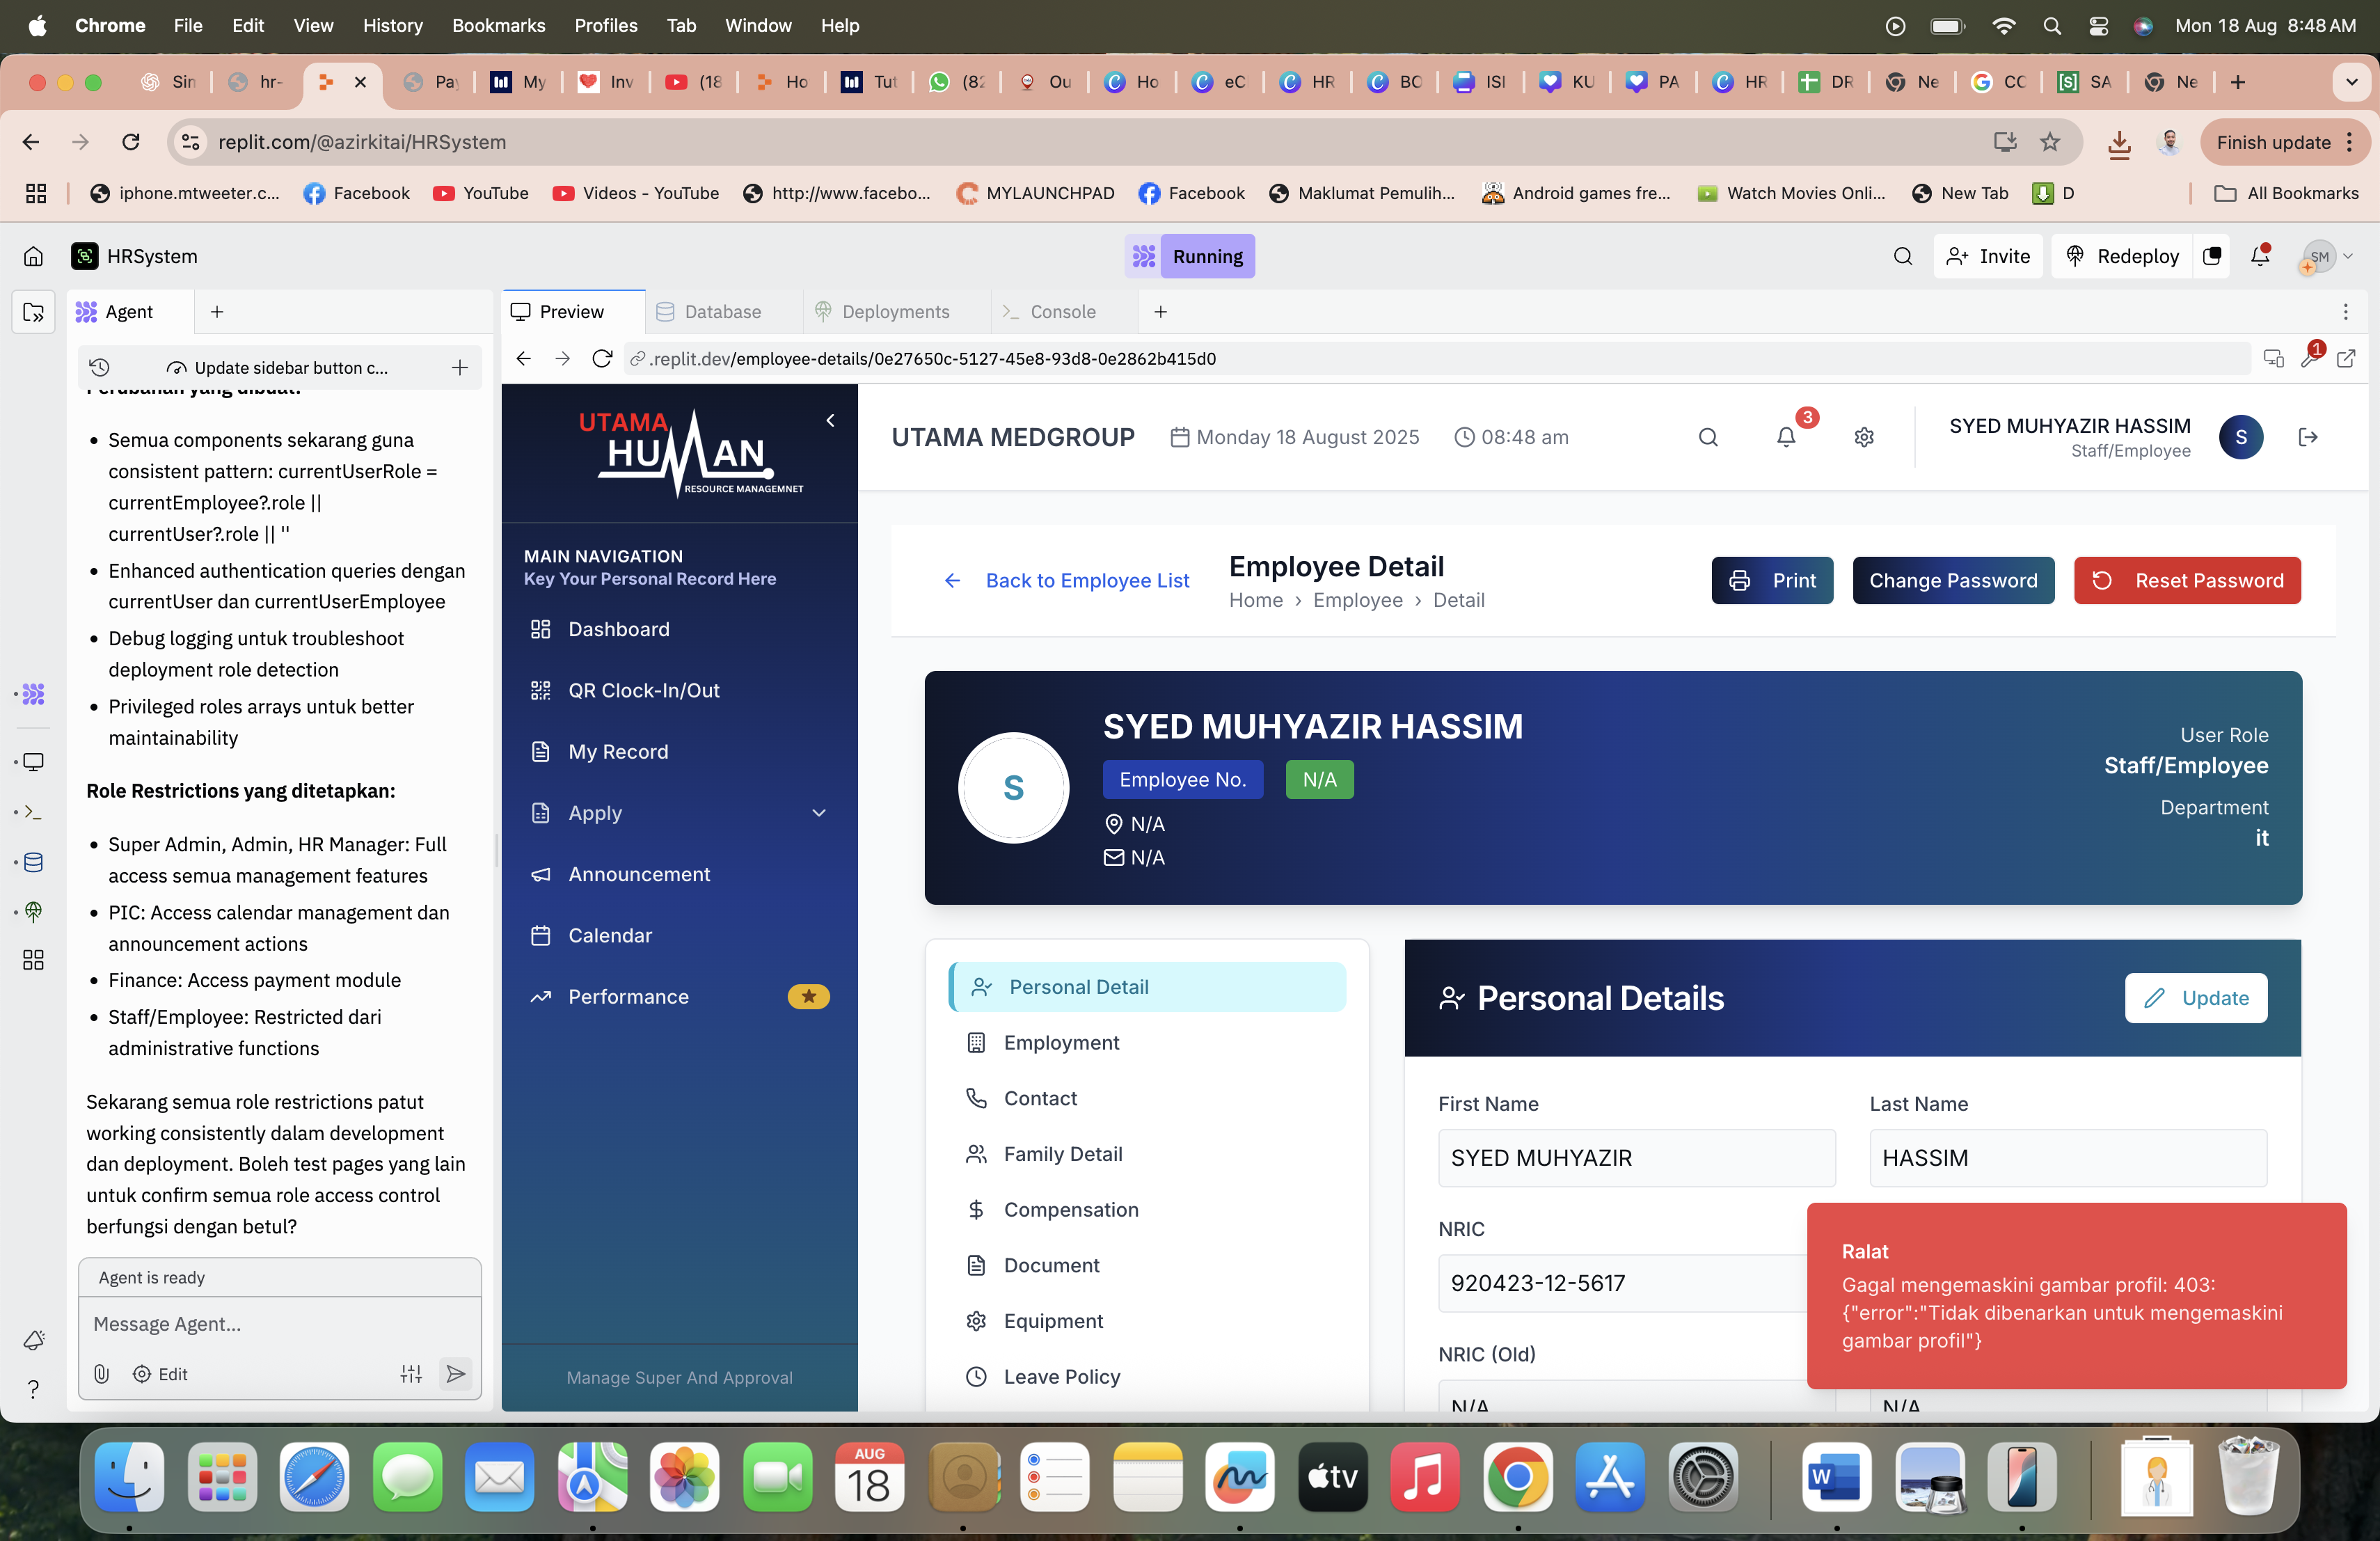 Chrome File Edit View History Bookmarks Profiles Tab Window Help Mon 18 Aug 8:48 AM
Sin hr- Pay My Inv (18 Ho Tut (82 Ou Ho eC HR BO ISI KU PA HR DR Ne CC SA Ne
replit.com/@azirkitai/HRSystem Finish update
iphone.mtweeter.c... Facebook YouTube Videos - YouTube http://www.facebo... MYLAUNCHPAD Facebook Maklumat Pemulih... Android games fre... Watch Movies Onli... New Tab D All Bookmarks
HRSystem Running Invite Redeploy SM
Agent
Update sidebar button c...
Perubahan yang dibuat:
• Semua components sekarang guna
consistent pattern: currentUserRole =
currentEmployee?.role ||
currentUser?.role || ''
• Enhanced authentication queries dengan
currentUser dan currentUserEmployee
• Debug logging untuk troubleshoot
deployment role detection
• Privileged roles arrays untuk better
maintainability
Role Restrictions yang ditetapkan:
• Super Admin, Admin, HR Manager: Full
access semua management features
• PIC: Access calendar management dan
announcement actions
• Finance: Access payment module
• Staff/Employee: Restricted dari
administrative functions
Sekarang semua role restrictions patut
working consistently dalam development
dan deployment. Boleh test pages yang lain
untuk confirm semua role access control
berfungsi dengan betul?
Agent is ready
Message Agent...
Edit
Preview Database Deployments Console
.replit.dev/employee-details/0e27650c-5127-45e8-93d8-0e2862b415d0 1
UTAMA
HUMAN
RESOURCE MANAGEMNET
MAIN NAVIGATION
Key Your Personal Record Here
Dashboard
QR Clock-In/Out
My Record
Apply
Announcement
Calendar
Performance
Manage Super And Approval
UTAMA MEDGROUP Monday 18 August 2025 08:48 am 3 SYED MUHYAZIR HASSIM S
Staff/Employee
Back to Employee List
Employee Detail
Home › Employee › Detail
Print Change Password Reset Password
S
SYED MUHYAZIR HASSIM
Employee No. N/A
N/A
N/A
User Role
Staff/Employee
Department
it
Personal Detail
Employment
Contact
Family Detail
Compensation
Document
Equipment
Leave Policy
Personal Details Update
First Name Last Name
SYED MUHYAZIR HASSIM
NRIC
920423-12-5617
NRIC (Old)
N/A N/A
Ralat
Gagal mengemaskini gambar profil: 403:
{"error":"Tidak dibenarkan untuk mengemaskini
gambar profil"}
AUG
18
tv
W